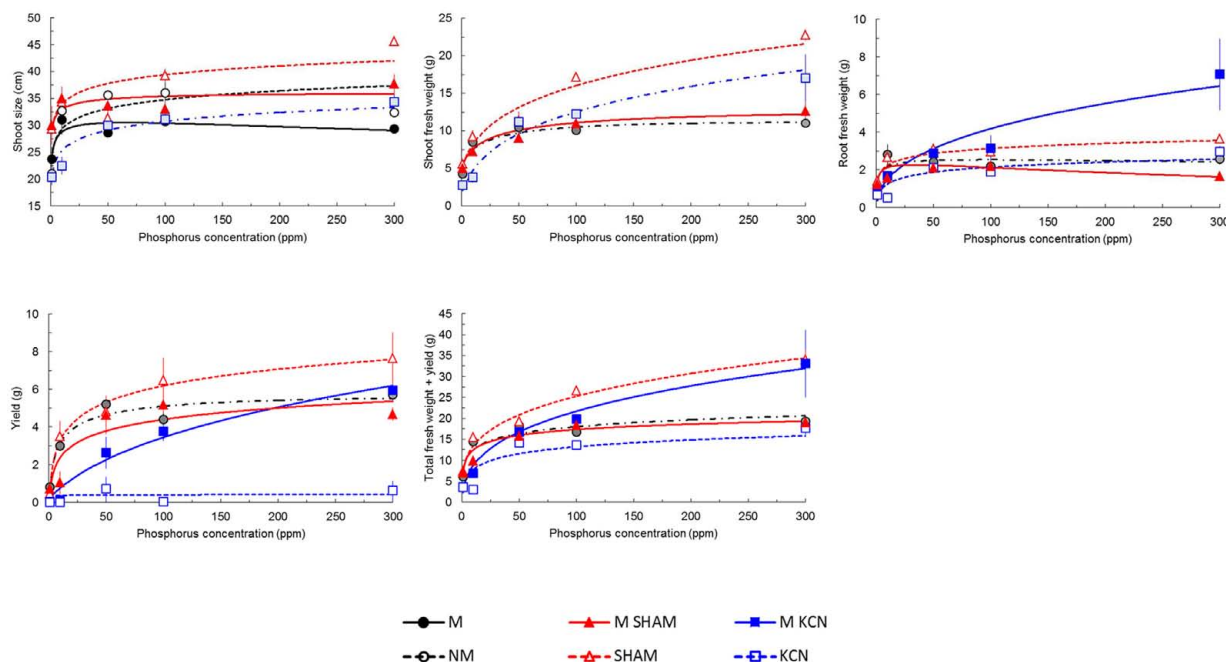 Shoot size (cm)
50
45
40
35
30
25
20
15
0 50 100 150 200 250 300
Phosphorus concentration (ppm)
Shoot fresh weight (g)
25
20
15
10
5
0
0 50 100 150 200 250 300
Phosphorus concentration (ppm)
Root fresh weight (g)
10
8
6
4
2
0
0 50 100 150 200 250 300
Phosphorus concentration (ppm)
Yield (g)
10
8
6
4
2
0
0 50 100 150 200 250 300
Phosphorus concentration (ppm)
Total fresh weight + yield (g)
45
40
35
30
25
20
15
10
5
0
0 50 100 150 200 250 300
Phosphorus concentration (ppm)
M M SHAM M KCN
NM SHAM KCN